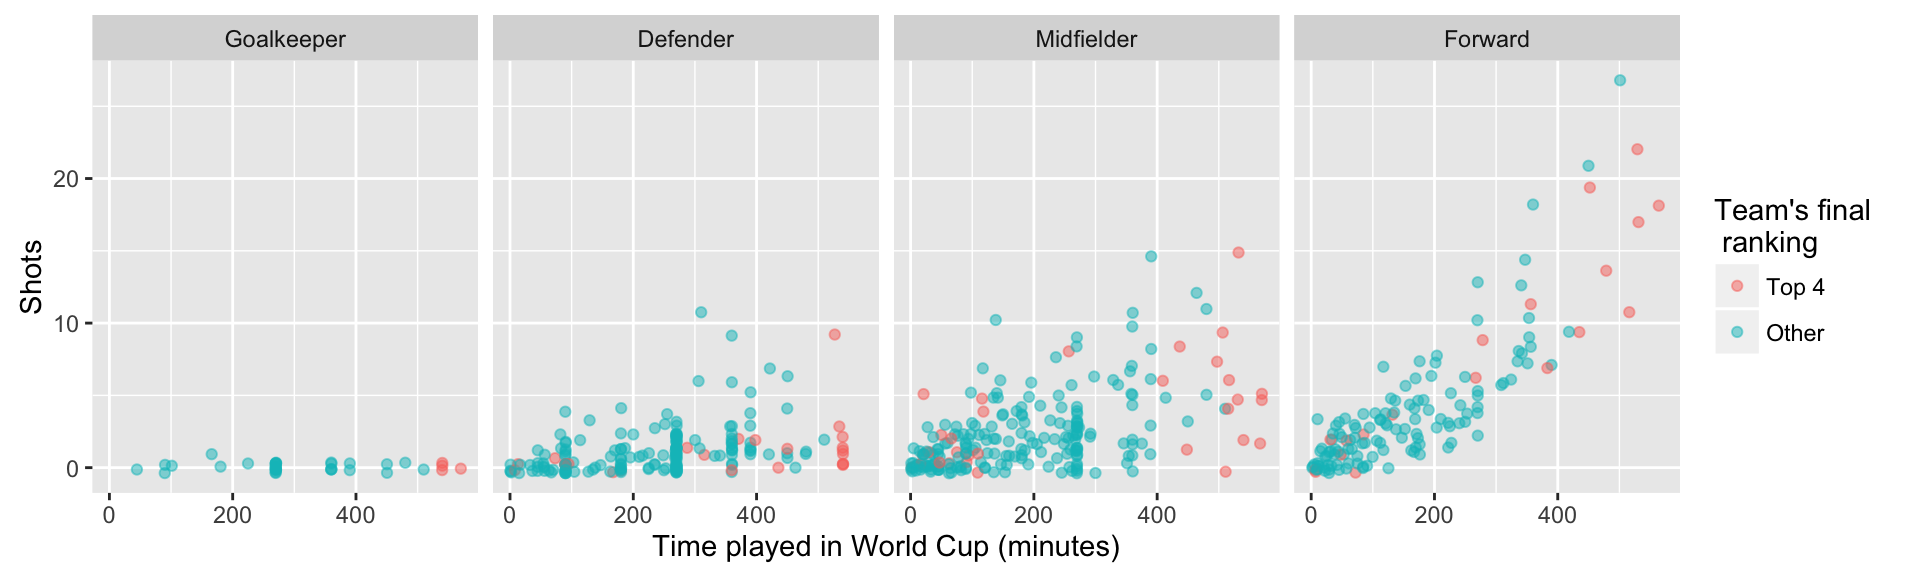 Goalkeeper Defender Midfielder Forward
Shots
20
10
0
0 200 400 0 200 400 0 200 400 0 200 400
Time played in World Cup (minutes)
Team's final
ranking
Top 4
Other